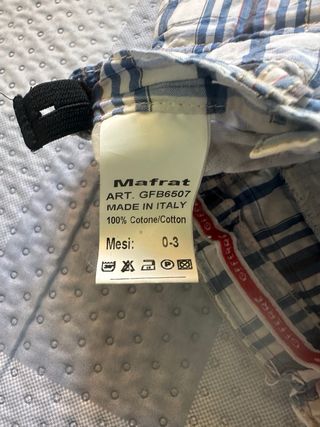 Mafrat
ART. GFB6507
MADE IN ITALY
100% Cotone/Cotton
Mesi: 0-3